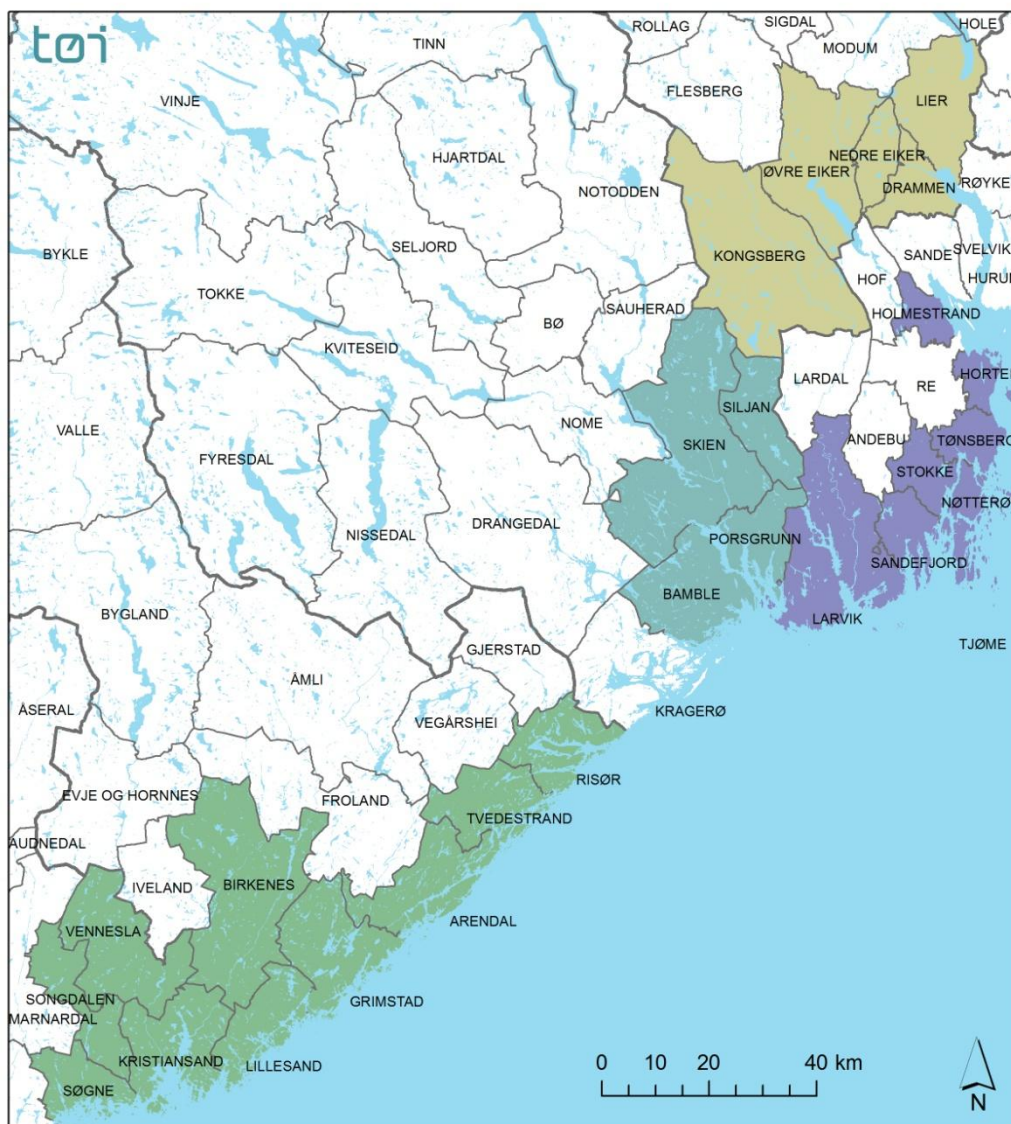 tøi
ROLLAG
SIGDAL
HOLE
TINN
MODUM
FLESBERG
VINJE
LIER
HJARTDAL
NEDRE EIKER
ØVRE EIKER
NOTODDEN
DRAMMEN
RØYKE
BYKLE
SELJORD
SANDE
SVELVIK
KONGSBERG
HOF
HURUM
TOKKE
SAUHERAD
HOLMESTRAND
BØ
KVITESEID
HORTEN
LARDAL
RE
SILJAN
NOME
VALLE
ANDEBU
TØNSBERG
SKIEN
FYRESDAL
STOKKE
NØTTERØ
DRANGEDAL
NISSEDAL
PORSGRUNN
SANDEFJORD
BAMBLE
BYGLAND
LARVIK
TJØME
GJERSTAD
ÅMLI
ÅSERAL
KRAGERØ
VEGÅRSHEI
RISØR
EVJE OG HORNNES
FROLAND
TVEDESTRAND
AUDNEDAL
IVELAND
BIRKENES
ARENDAL
VENNESLA
SONGDALEN
GRIMSTAD
MARNARDAL
KRISTIANSAND
LILLESAND
SØGNE
0 10 20 40 km
N